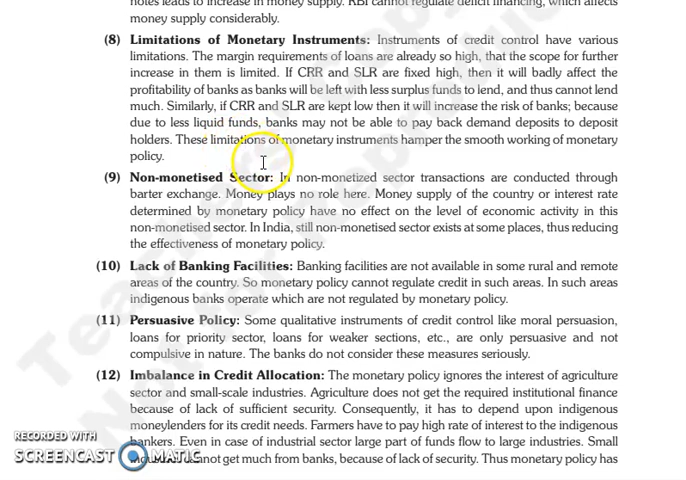 notes leads to increase in money supply. RBI cannot regulate deficit financing, which affects
money supply considerably.
(8) Limitations of Monetary Instruments: Instruments of credit control have various
limitations. The margin requirements of loans are already so high, that the scope for further
increase in them is limited. If CRR and SLR are fixed high, then it will badly affect the
profitability of banks as banks will be left with less surplus funds to lend, and thus cannot lend
much. Similarly, if CRR and SLR are kept low then it will increase the risk of banks; because
due to less liquid funds, banks may not be able to pay back demand deposits to deposit
holders. These limitations of monetary instruments hamper the smooth working of monetary
policy.
(9) Non-monetised Sector: In non-monetized sector transactions are conducted through
barter exchange. Money plays no role here. Money supply of the country or interest rate
determined by monetary policy have no effect on the level of economic activity in this
non-monetised sector. In India, still non-monetised sector exists at some places, thus reducing
the effectiveness of monetary policy.
(10) Lack of Banking Facilities: Banking facilities are not available in some rural and remote
areas of the country. So monetary policy cannot regulate credit in such areas. In such areas
indigenous banks operate which are not regulated by monetary policy.
(11) Persuasive Policy: Some qualitative instruments of credit control like moral persuasion,
loans for priority sector, loans for weaker sections, etc., are only persuasive and not
compulsive in nature. The banks do not consider these measures seriously.
(12) Imbalance in Credit Allocation: The monetary policy ignores the interest of agriculture
sector and small-scale industries. Agriculture does not get the required institutional finance
because of lack of sufficient security. Consequently, it has to depend upon indigenous
moneylenders for its credit needs. Farmers have to pay high rate of interest to the indigenous
bankers. Even in case of industrial sector large part of funds flow to large industries. Small
cannot get much from banks, because of lack of security. Thus monetary policy has
RECORDED WITH
SCREENCAST MATIC